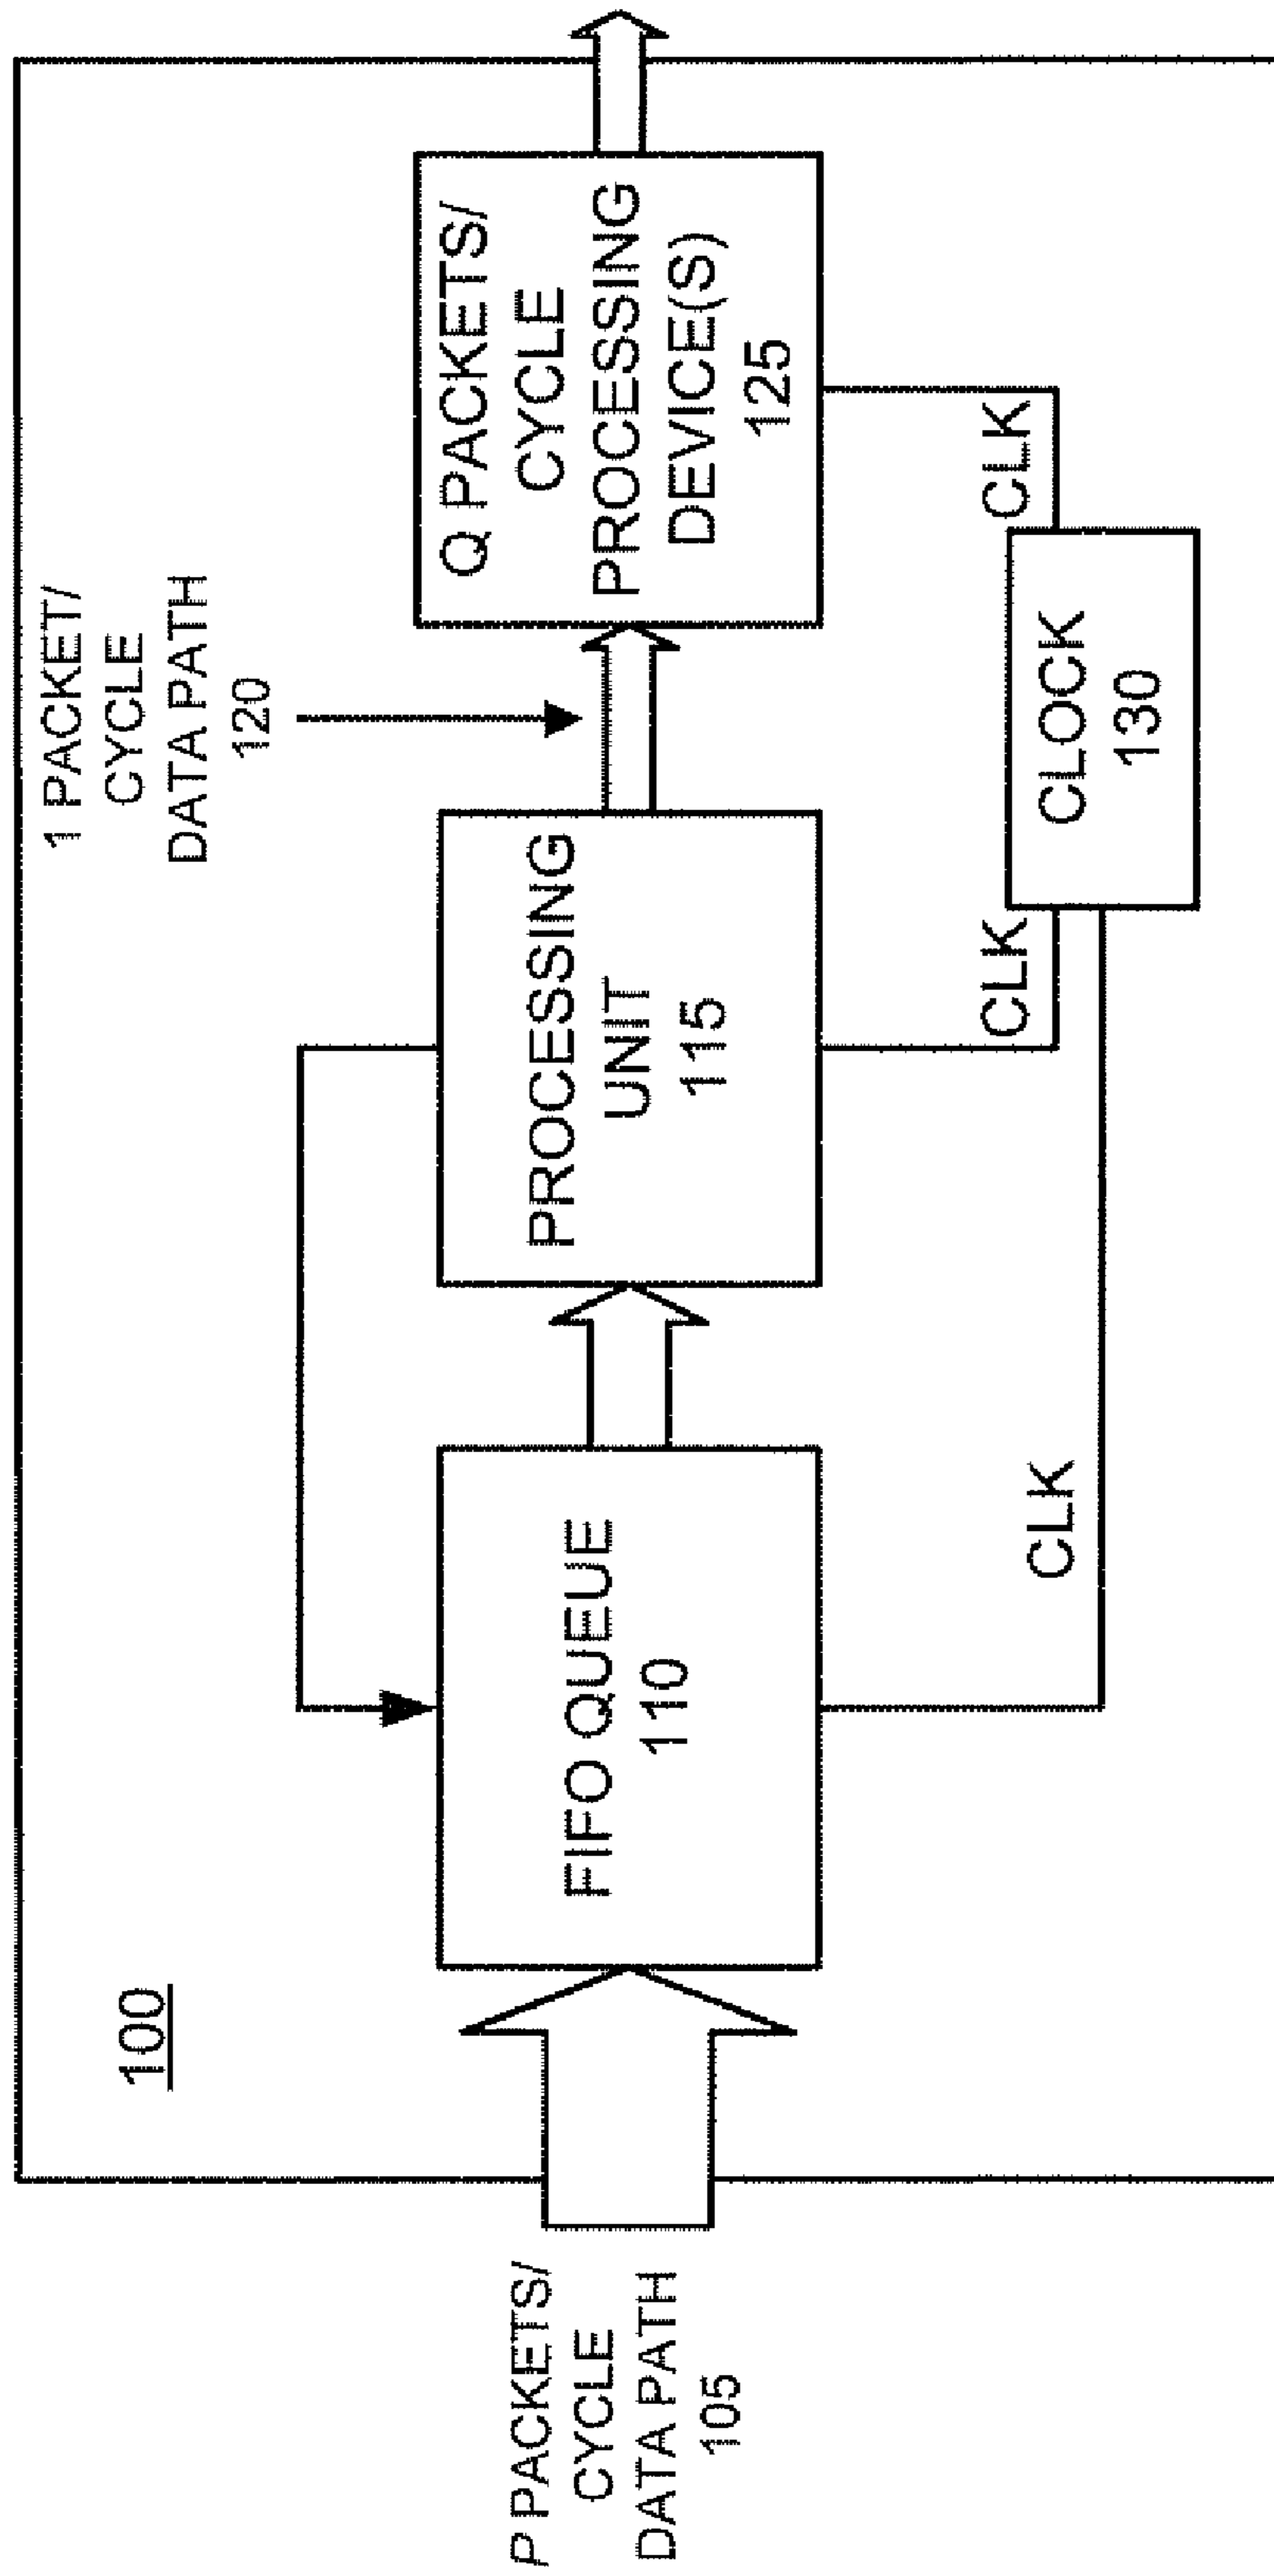 100
P PACKETS/
CYCLE
DATA PATH
105
FIFO QUEUE
110
PROCESSING
UNIT
115
1 PACKET/
CYCLE
DATA PATH
120
Q PACKETS/
CYCLE
PROCESSING
DEVICE(S)
125
CLK
CLK
CLK
CLOCK
130